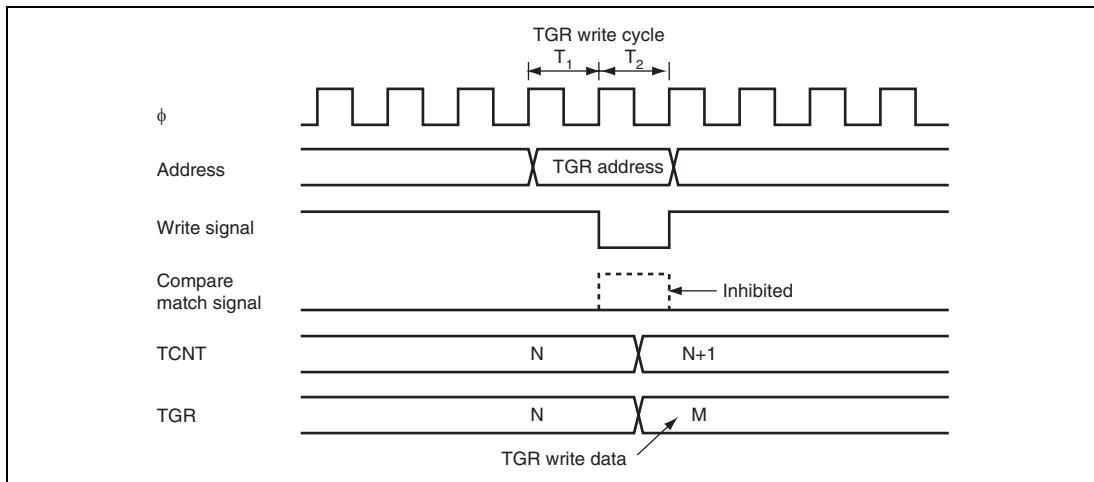 TGR write cycle
T1 T2
ϕ
Address TGR address
Write signal
Compare
match signal Inhibited
TCNT N N+1
TGR N M
TGR write data